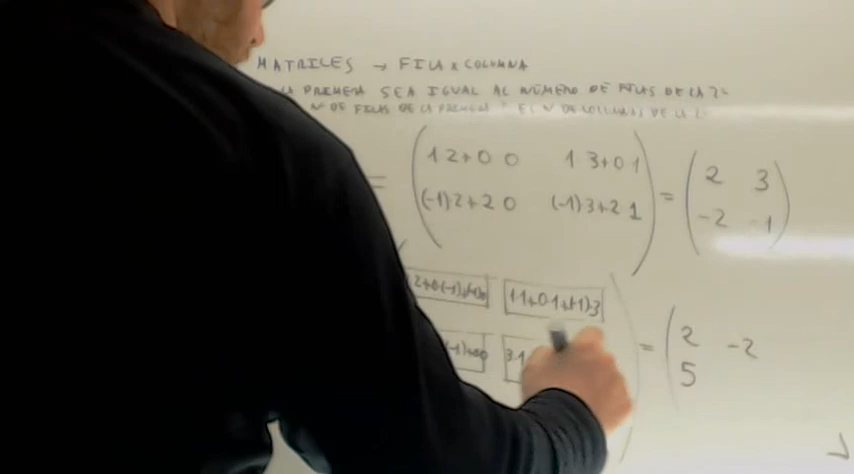 MATRICES → FILA x COLUMNA
LA PRIMERA SEA IGUAL AL NÚMERO DE FILAS DE LA 2ª
Nº DE FILAS DE LA PRIMERA EL Nº DE COLUMNAS DE LA 2ª
= (1·2+0·0 1·3+0·1) = (2 3)
((-1)2+2·0 (-1)3+2·1) (-2 -1)
2+0(-1)+(-1)0 1·1+0·1+(-1)·3 = (2 -2
(-1)+0·0 3·1 5